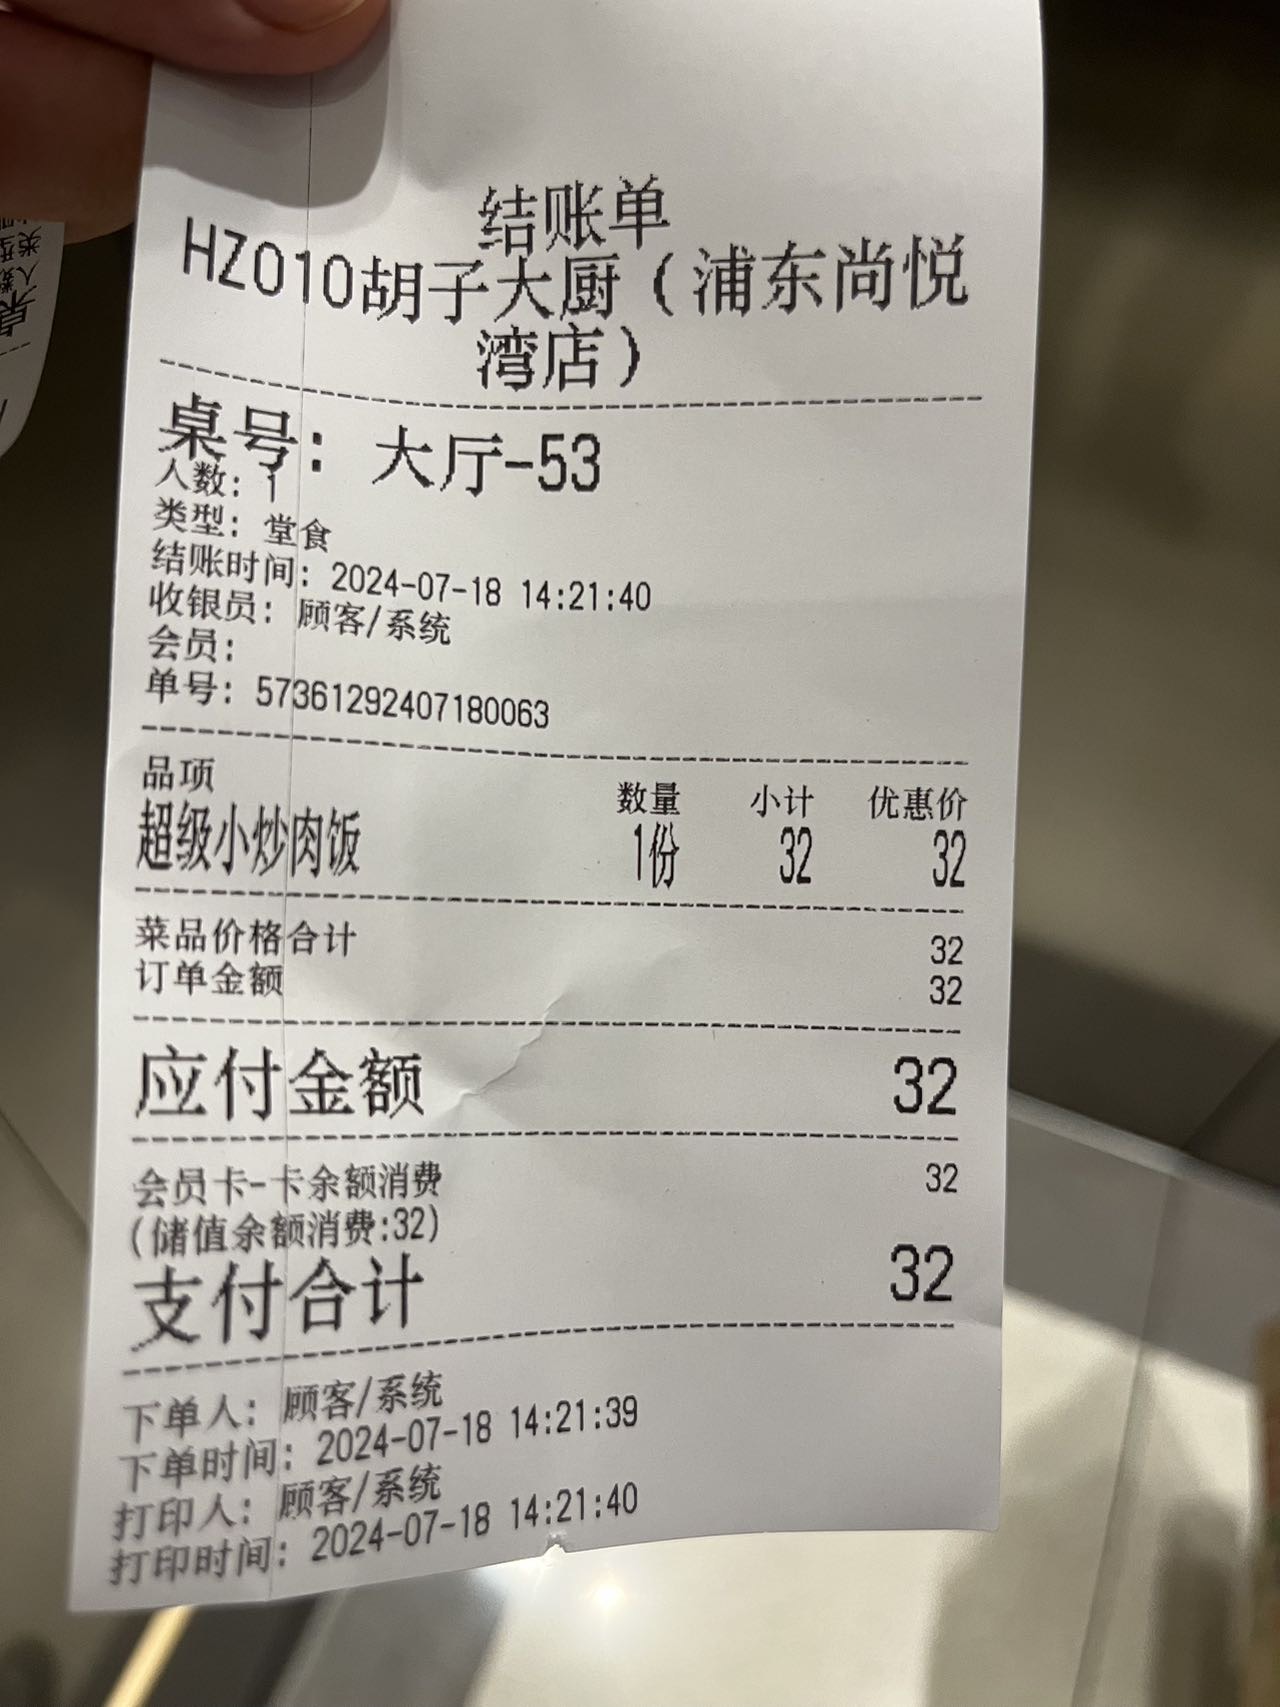 结账单
HZ010胡子大厨（浦东尚悦
湾店）
桌号：大厅-53
人数：1
类型：堂食
结账时间：2024-07-18 14:21:40
收银员：顾客/系统
会员：
单号：573612922407180063
品项 数量 小计 优惠价
超级小炒肉饭 1份 32 32
菜品价格合计 32
订单金额 32
应付金额 32
会员卡-卡余额消费 32
(储值余额消费:32)
支付合计 32
下单人：顾客/系统
下单时间：2024-07-18 14:21:39
打印人：顾客/系统
打印时间：2024-07-18 14:21:40